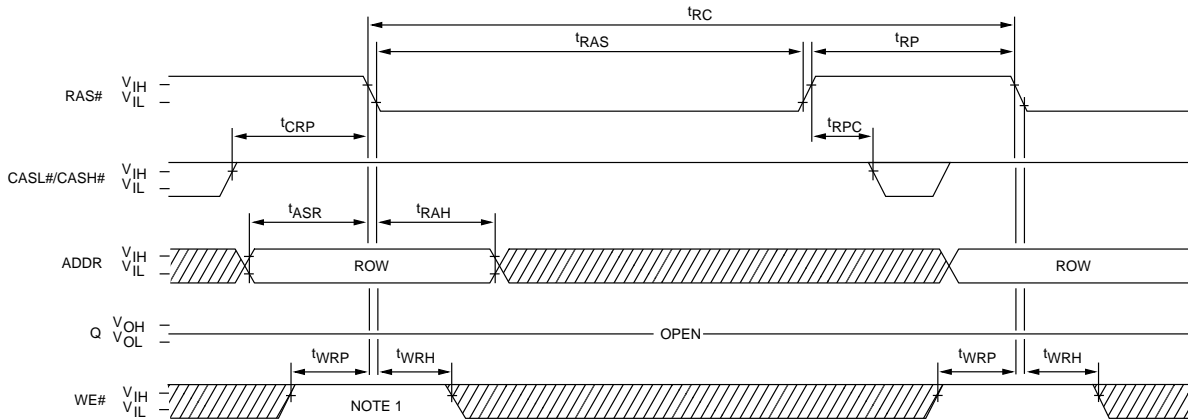 tRC
tRAS tRP
RAS# VIH
VIL
tCRP tRPC
CASL#/CASH# VIH
VIL
tASR tRAH
ADDR VIH
VIL
ROW ROW
Q VOH
VOL
OPEN
tWRP tWRH tWRP tWRH
WE# VIH
VIL
NOTE 1